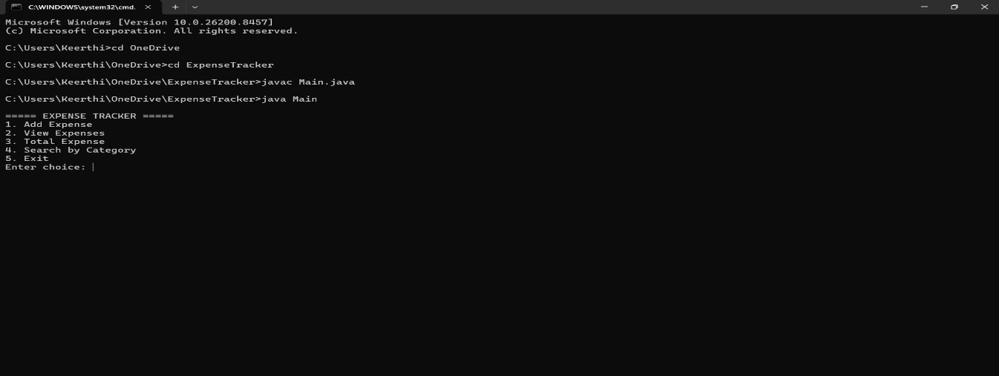 C:\WINDOWS\system32\cmd.
Microsoft Windows [Version 10.0.26200.8457]
(c) Microsoft Corporation. All rights reserved.
C:\Users\Keerthi>cd OneDrive
C:\Users\Keerthi\OneDrive>cd ExpenseTracker
C:\Users\Keerthi\OneDrive\ExpenseTracker>javac Main.java
C:\Users\Keerthi\OneDrive\ExpenseTracker>java Main
===== EXPENSE TRACKER =====
1. Add Expense
2. View Expenses
3. Total Expense
4. Search by Category
5. Exit
Enter choice: